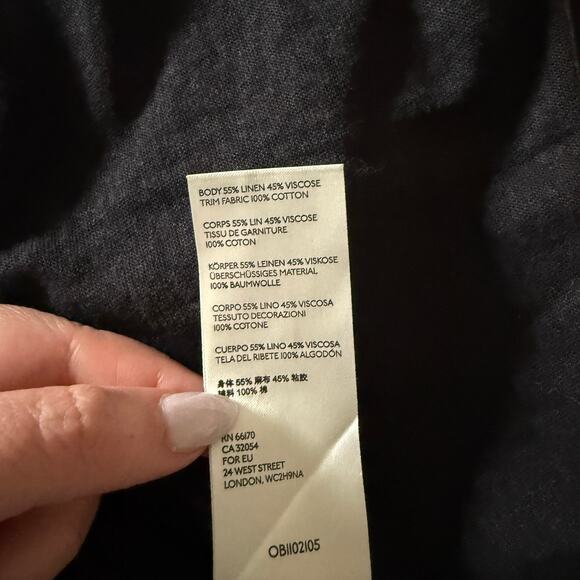 BODY 55% LINEN 45% VISCOSE
TRIM FABRIC 100% COTTON
CORPS 55% LIN 45% VISCOSE
TISSU DE GARNITURE
100% COTON
KÖRPER 55% LEINEN 45% VISKOSE
ÜBERSCHÜSSIGES MATERIAL
100% BAUMWOLLE
CORPO 55% LINO 45% VISCOSA
TESSUTO DECORAZIONI
100% COTONE
CUERPO 55% LINO 45% VISCOSA
TELA DEL RIBETE 100% ALGODÓN
身体 55% 麻布 45% 粘胶
辅料 100% 棉
RN 66170
CA 32054
FOR EU
24 WEST STREET
LONDON, WC2H9NA
OB1102105